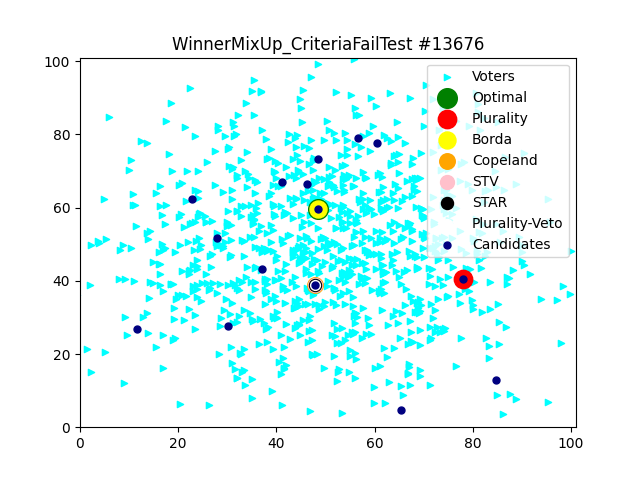 WinnerMixUp_CriteriaFailTest #13676
Voters
Optimal
Plurality
Borda
Copeland
STV
STAR
Plurality-Veto
Candidates
100
80
60
40
20
0
0 20 40 60 80 100